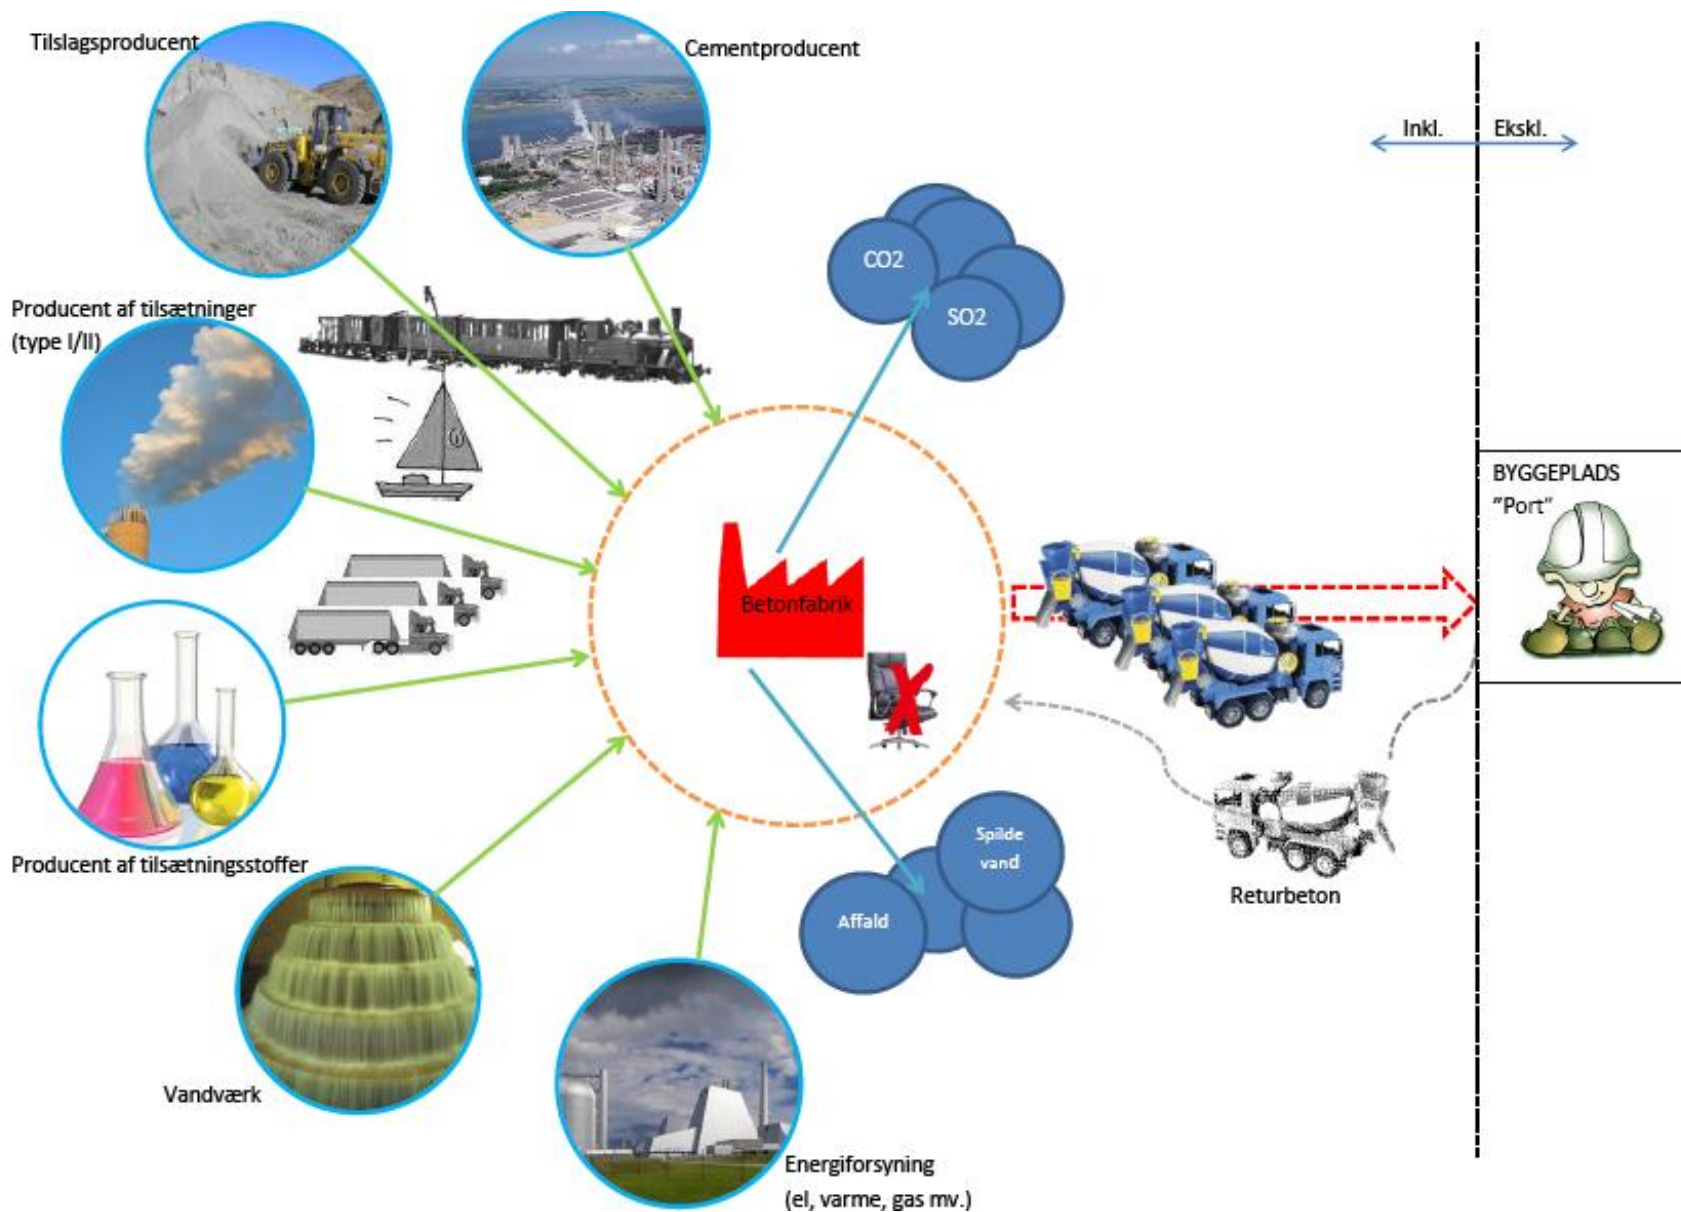 Tilslagsproducent
Cementproducent
Inkl.
Ekskl.
CO2
SO2
Producent af tilsætninger
(type I/II)
BYGGEPLADS
"Port"
Betonfabrik
Producent af tilsætningsstoffer
Spilde
vand
Affald
Returbeton
Vandværk
Energiforsyning
(el, varme, gas mv.)